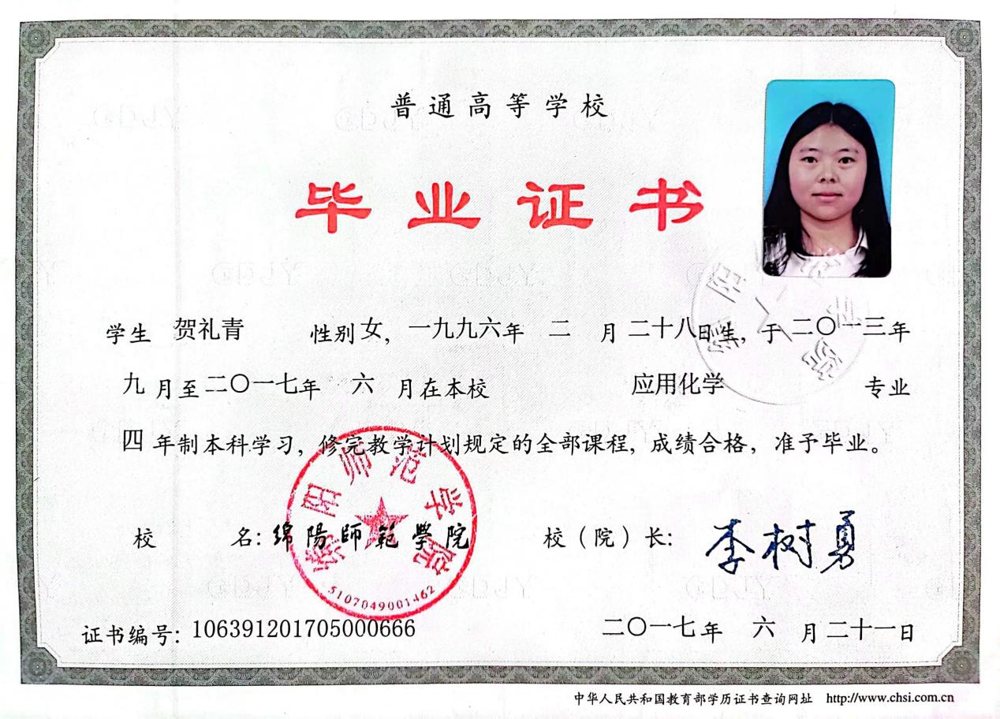 普通高等学校
毕业证书
学生 贺礼青 性别 女，一九九六年 二 月 二十八日生，于 二〇一三年
九 月至 二〇一七年 六 月在本校 应用化学 专业
四 年制本科学习，修完教学计划规定的全部课程，成绩合格，准予毕业。
校 名：绵陽師範學院 校（院）长：李树勇
绵阳师范学院
5107049001462
证书编号：106391201705000666 二〇一七年 六 月二十一日
中华人民共和国教育部学历证书查询网址 http://www.chsi.com.cn